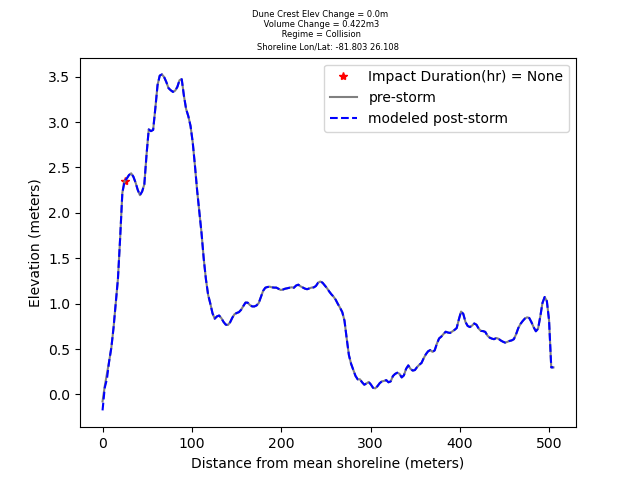 Dune Crest Elev Change = 0.0m
Volume Change = 0.422m3
Regime = Collision
Shoreline Lon/Lat: -81.803 26.108
Impact Duration(hr) = None
pre-storm
modeled post-storm
3.5
3.0
2.5
2.0
1.5
1.0
0.5
0.0
Elevation (meters)
0 100 200 300 400 500
Distance from mean shoreline (meters)